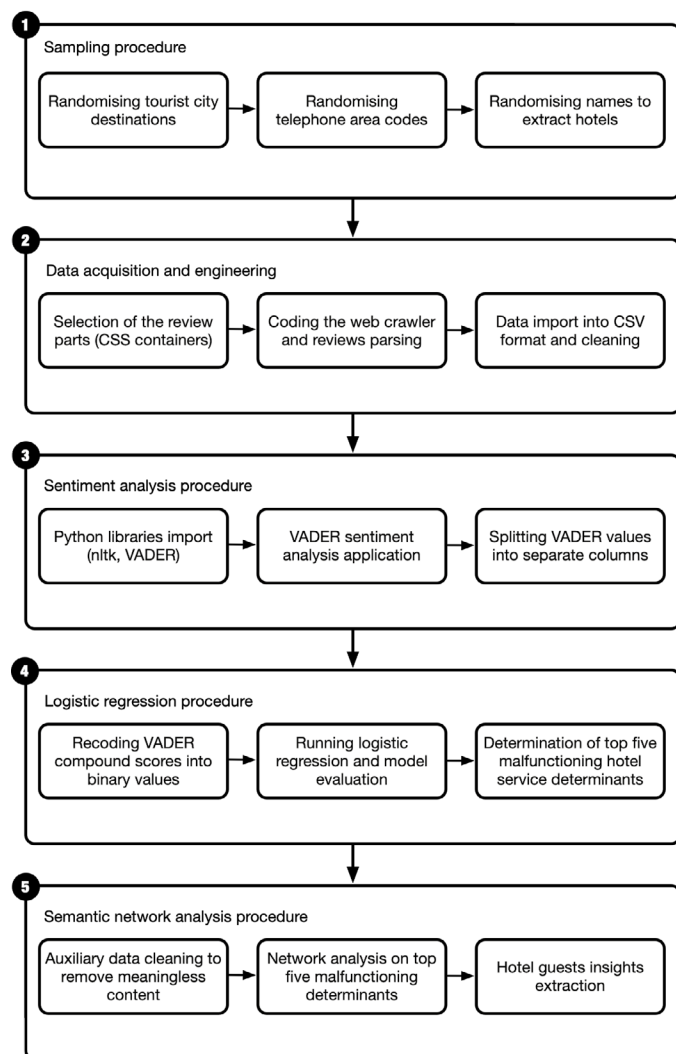 1
Sampling procedure
Randomising tourist city
destinations
Randomising
telephone area codes
Randomising names to
extract hotels
2
Data acquisition and engineering
Selection of the review
parts (CSS containers)
Coding the web crawler
and reviews parsing
Data import into CSV
format and cleaning
3
Sentiment analysis procedure
Python libraries import
(nltk, VADER)
VADER sentiment
analysis application
Splitting VADER values
into separate columns
4
Logistic regression procedure
Recoding VADER
compound scores into
binary values
Running logistic
regression and model
evaluation
Determination of top five
malfunctioning hotel
service determinants
5
Semantic network analysis procedure
Auxiliary data cleaning to
remove meaningless
content
Network analysis on top
five malfunctioning
determinants
Hotel guests insights
extraction